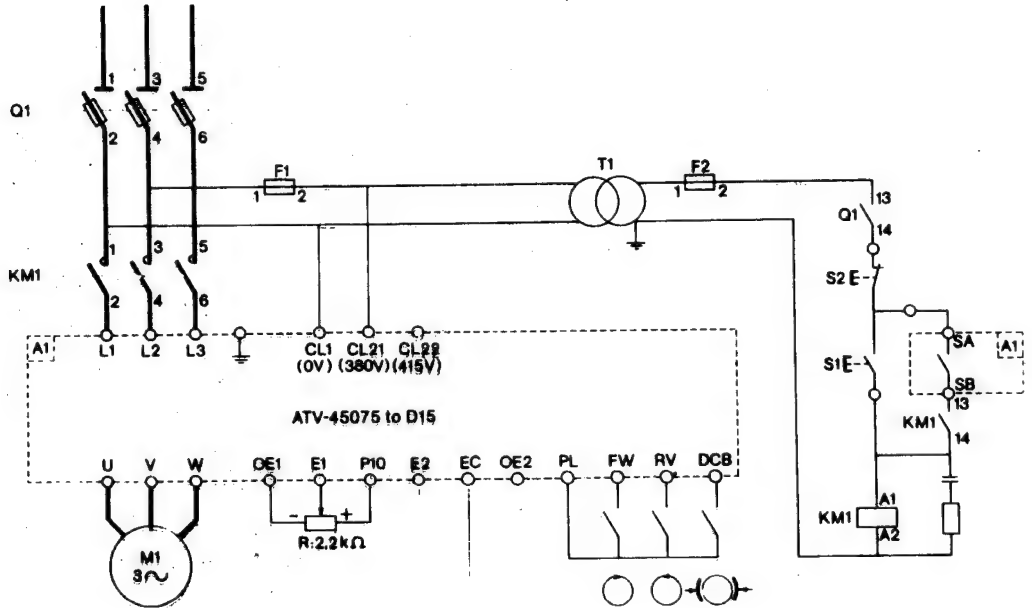 Q1
1 3 5
2 4 6
F1
1 2
T1
F2
1 2
13
Q1
14
KM1
1 3 5
2 4 6
S2 E
A1
L1 L2 L3
CL1 CL21 CL22
(0V) (380V) (415V)
SA
A1
S1 E
SB
13
KM1
14
ATV-45075 to D15
U V W
OE1 E1 P10 E2 EC OE2 PL FW RV DCB
- +
R:2,2kΩ
A1
KM1
A2
M1
3~